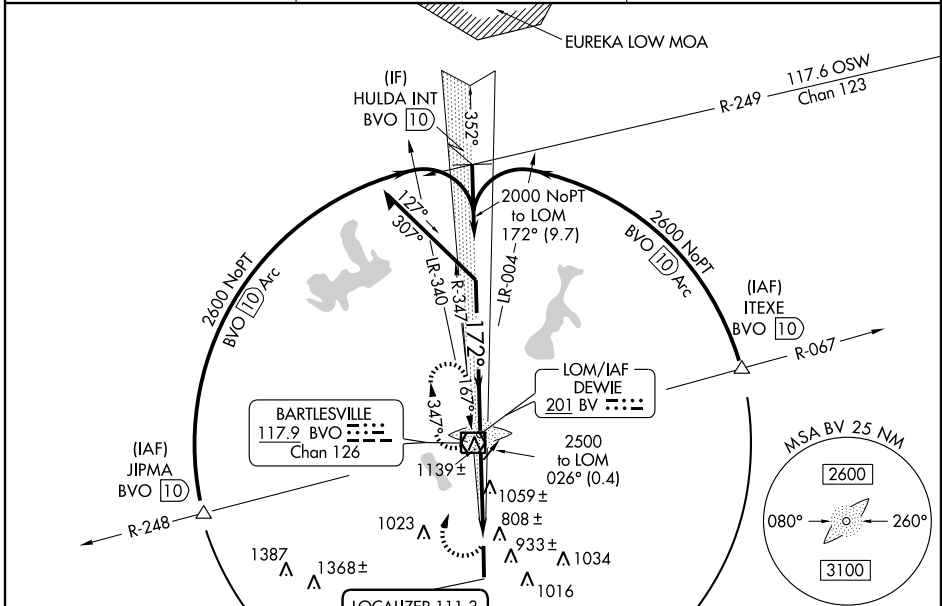 EUREKA LOW MOA
(IF)
HULDA INT
BVO 10
352°
R-249
117.6 OSW
Chan 123
127°
307°
2000 NoPT
to LOM
172° (9.7)
2600 NoPT
BVO 10 Arc
2600 NoPT
BVO 10 Arc
LR-340
R-347
LR-004
172°
(IAF)
ITEXE
BVO 10
R-067
LOM/IAF
DEWIE
201 BV
BARTLESVILLE
117.9 BVO
Chan 126
347°
167°
2500
to LOM
026° (0.4)
1139±
(IAF)
JIPMA
BVO 10
R-248
1059±
1023
808±
933±
1034
1387
1368±
1016
MSA BV 25 NM
2600
080°
260°
3100